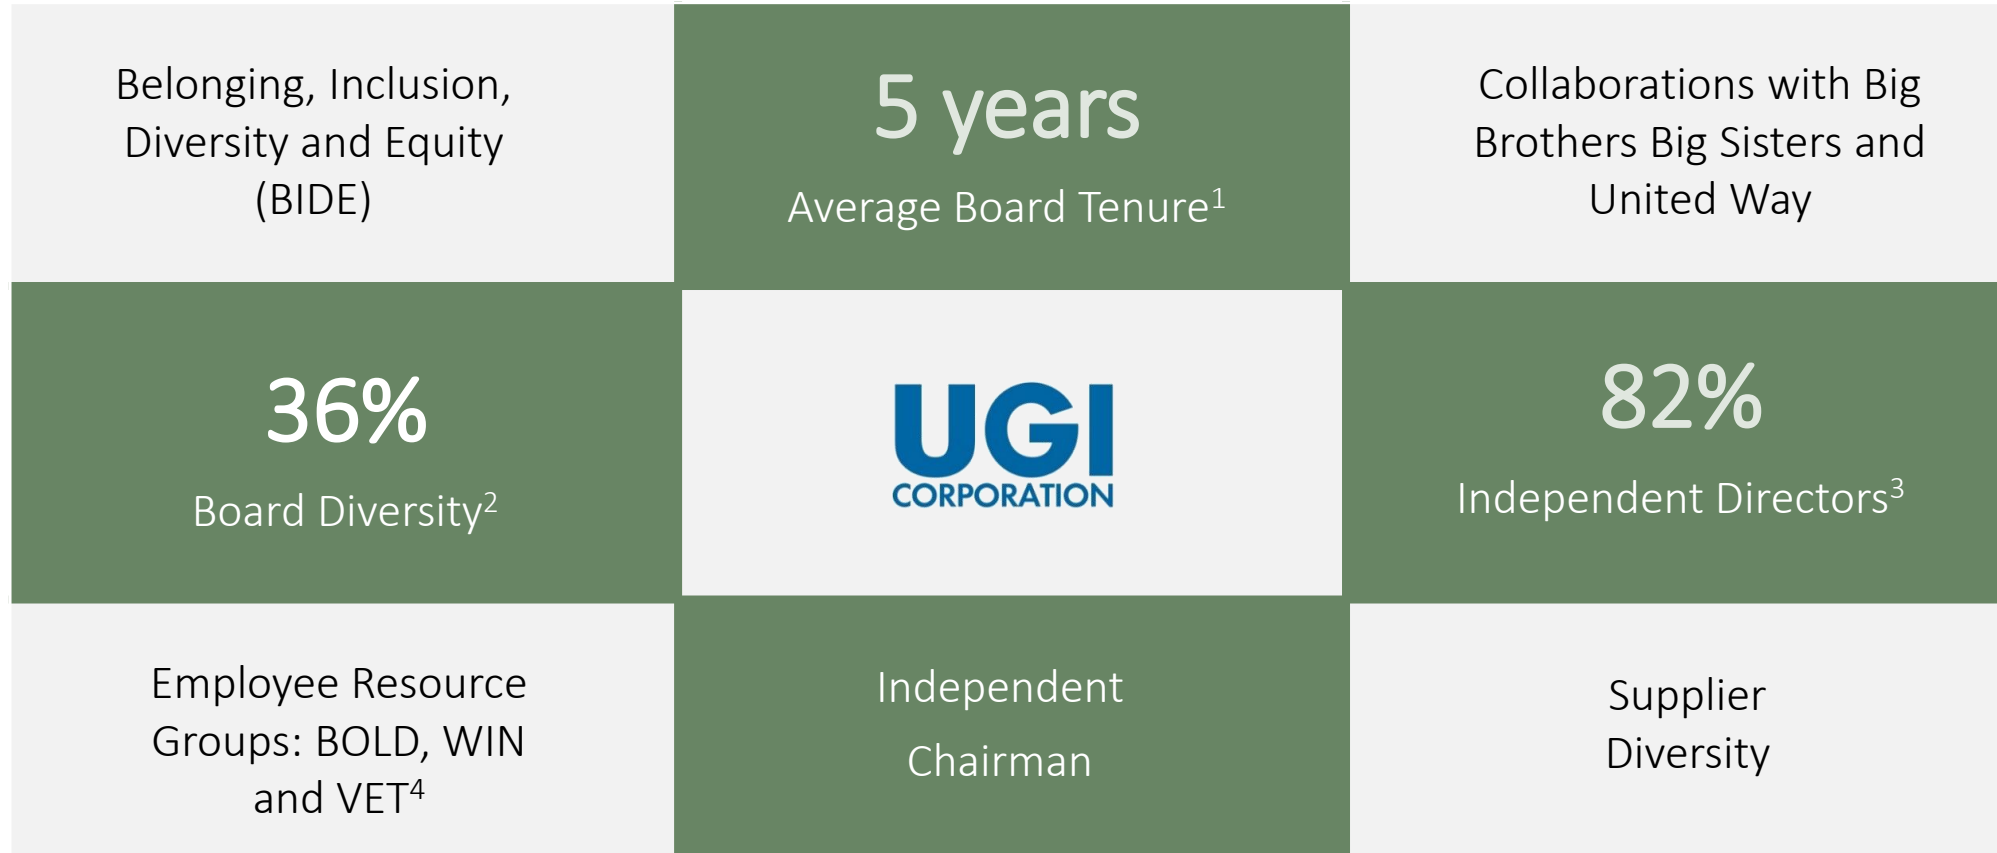 Belonging, Inclusion,
Diversity and Equity
(BIDE)
5 years
Average Board Tenure¹
Collaborations with Big
Brothers Big Sisters and
United Way
36%
Board Diversity²
UGI
CORPORATION
82%
Independent Directors³
Employee Resource
Groups: BOLD, WIN
and VET⁴
Independent
Chairman
Supplier
Diversity